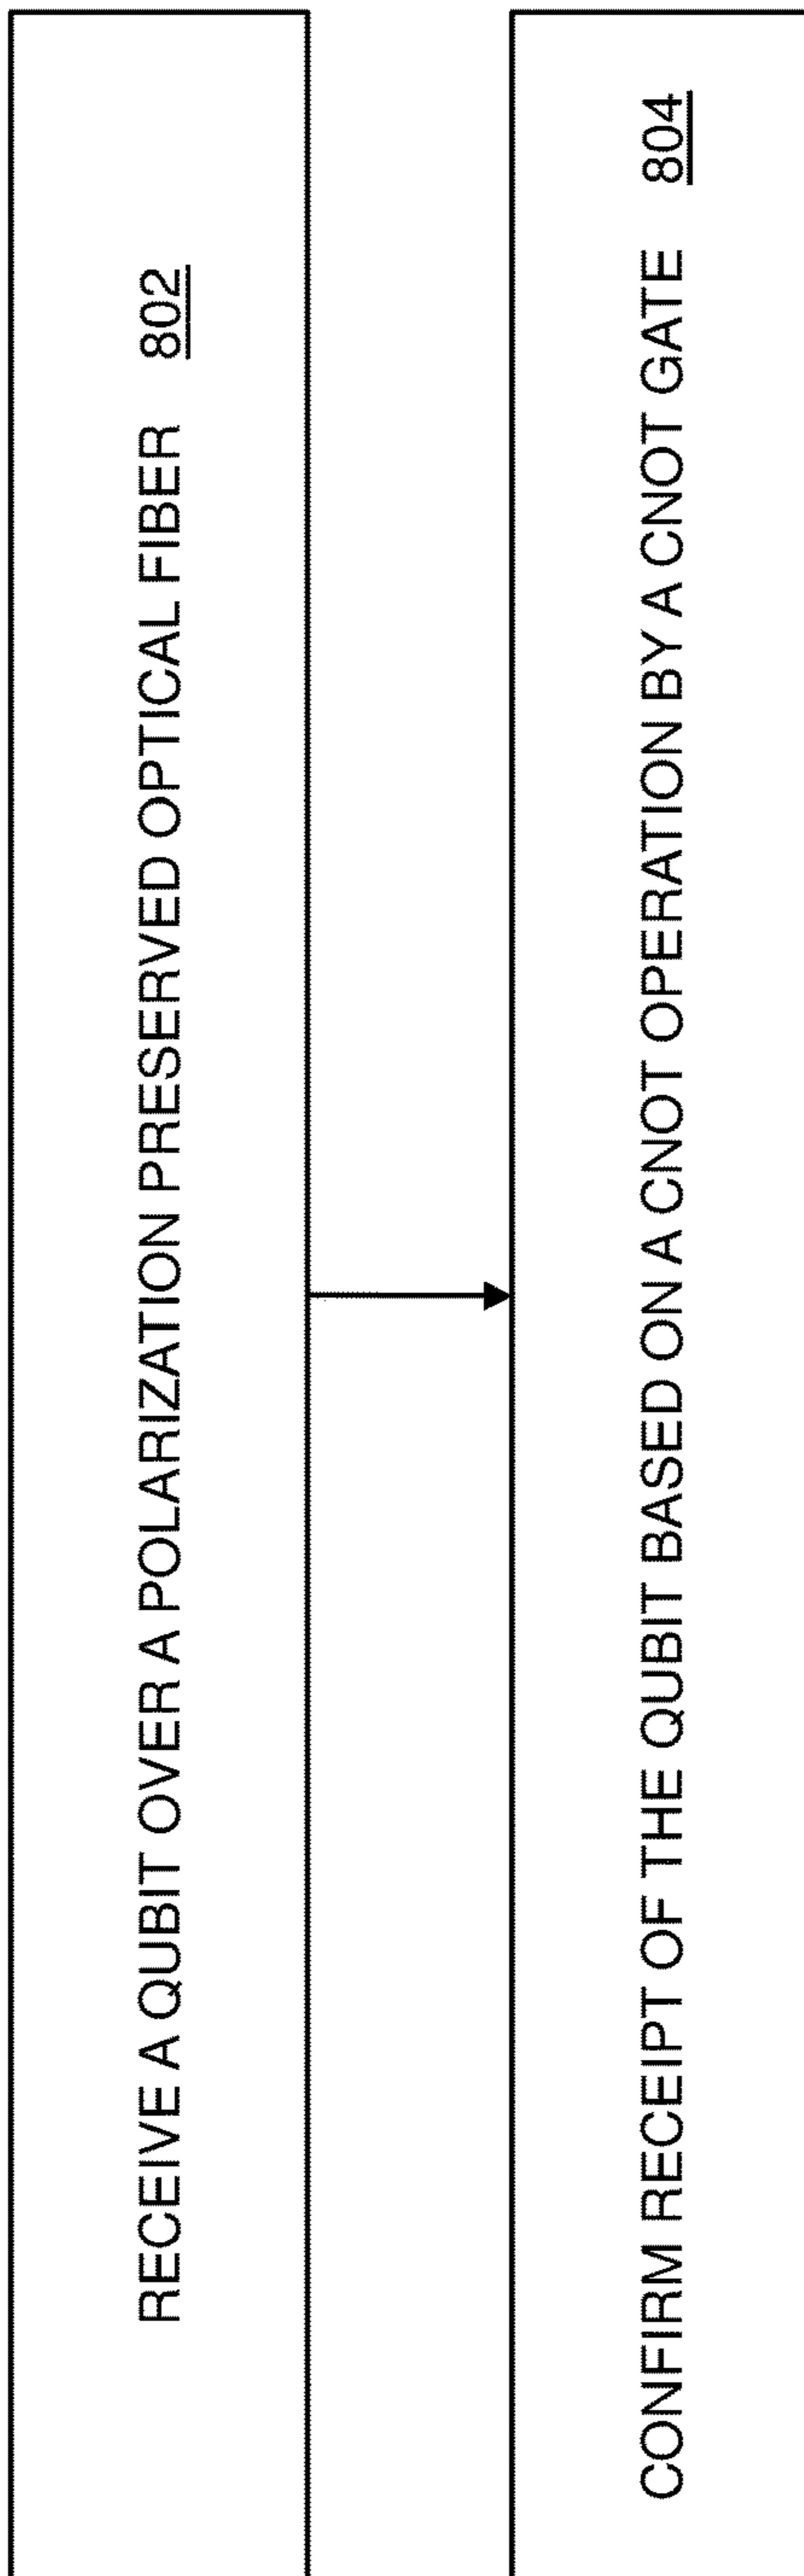 RECEIVE A QUBIT OVER A POLARIZATION PRESERVED OPTICAL FIBER 802
CONFIRM RECEIPT OF THE QUBIT BASED ON A CNOT OPERATION BY A CNOT GATE 804